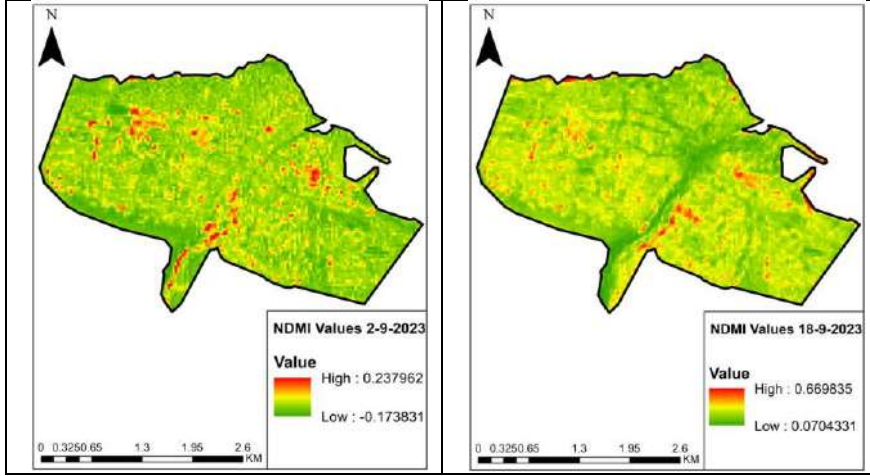 N
NDMI Values 2-9-2023
Value
High : 0.237962
Low : -0.173831
0 0.3250.65 1.3 1.95 2.6
KM
N
NDMI Values 18-9-2023
Value
High : 0.669835
Low : 0.0704331
0 0.3250.65 1.3 1.95 2.6
KM